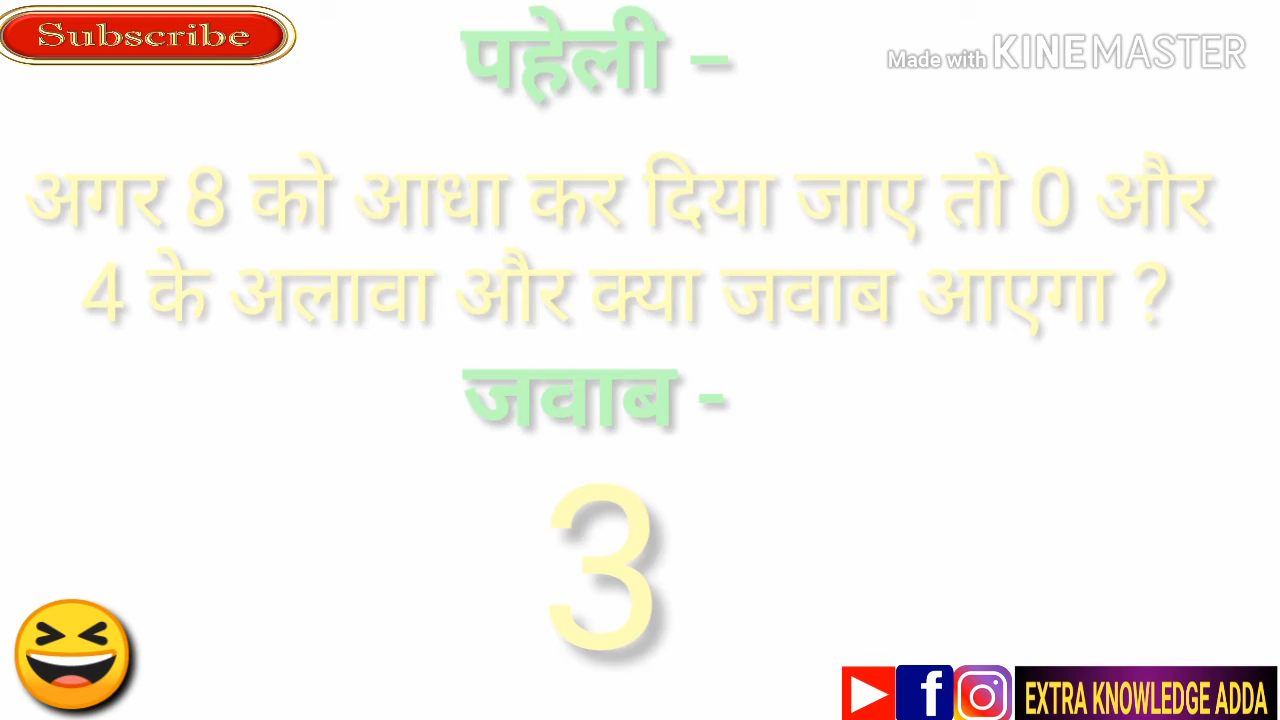 Subscribe
पहेली –
Made with KINEMASTER
अगर 8 को आधा कर दिया जाए तो 0 और
4 के अलावा और क्या जवाब आएगा ?
जवाब -
3
EXTRA KNOWLEDGE ADDA